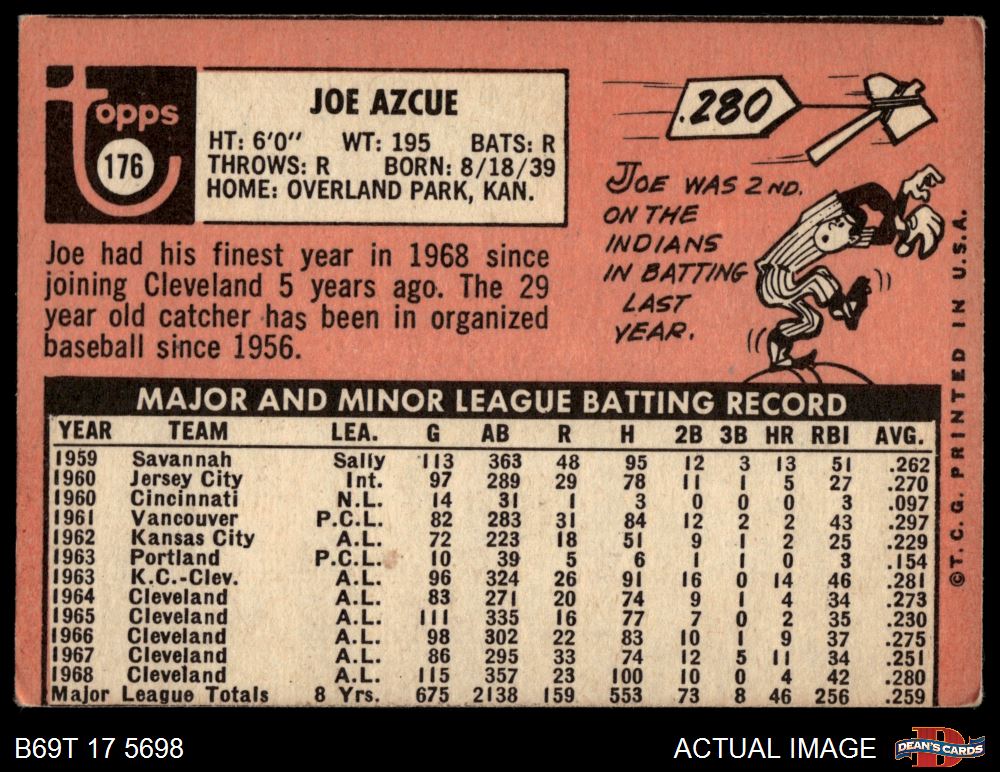 topps
176
JOE AZCUE
HT: 6'0" WT: 195 BATS: R
THROWS: R BORN: 8/18/39
HOME: OVERLAND PARK, KAN.
Joe had his finest year in 1968 since
joining Cleveland 5 years ago. The 29
year old catcher has been in organized
baseball since 1956.
.280
JOE WAS 2ND.
ON THE
INDIANS
IN BATTING
LAST
YEAR.
MAJOR AND MINOR LEAGUE BATTING RECORD
YEAR TEAM LEA. G AB R H 2B 3B HR RBI AVG.
1959 Savannah Sally 113 363 48 95 12 3 13 51 .262
1960 Jersey City Int. 97 289 29 78 11 1 5 27 .270
1960 Cincinnati N.L. 14 31 1 3 0 0 0 3 .097
1961 Vancouver P.C.L. 82 283 31 84 12 2 2 43 .297
1962 Kansas City A.L. 72 223 18 51 9 1 2 25 .229
1963 Portland P.C.L. 10 39 5 6 1 1 0 3 .154
1963 K.C.-Clev. A.L. 96 324 26 91 16 0 14 46 .281
1964 Cleveland A.L. 83 271 20 74 9 1 4 34 .273
1965 Cleveland A.L. 111 335 16 77 7 0 2 35 .230
1966 Cleveland A.L. 98 302 22 83 10 1 9 37 .275
1967 Cleveland A.L. 86 295 33 74 12 5 11 34 .251
1968 Cleveland A.L. 115 357 23 100 10 0 4 42 .280
Major League Totals 8 Yrs. 675 2138 159 553 73 8 46 256 .259
© T. C. G. PRINTED IN U.S.A.
B69T 17 5698
ACTUAL IMAGE
DEAN'S CARDS